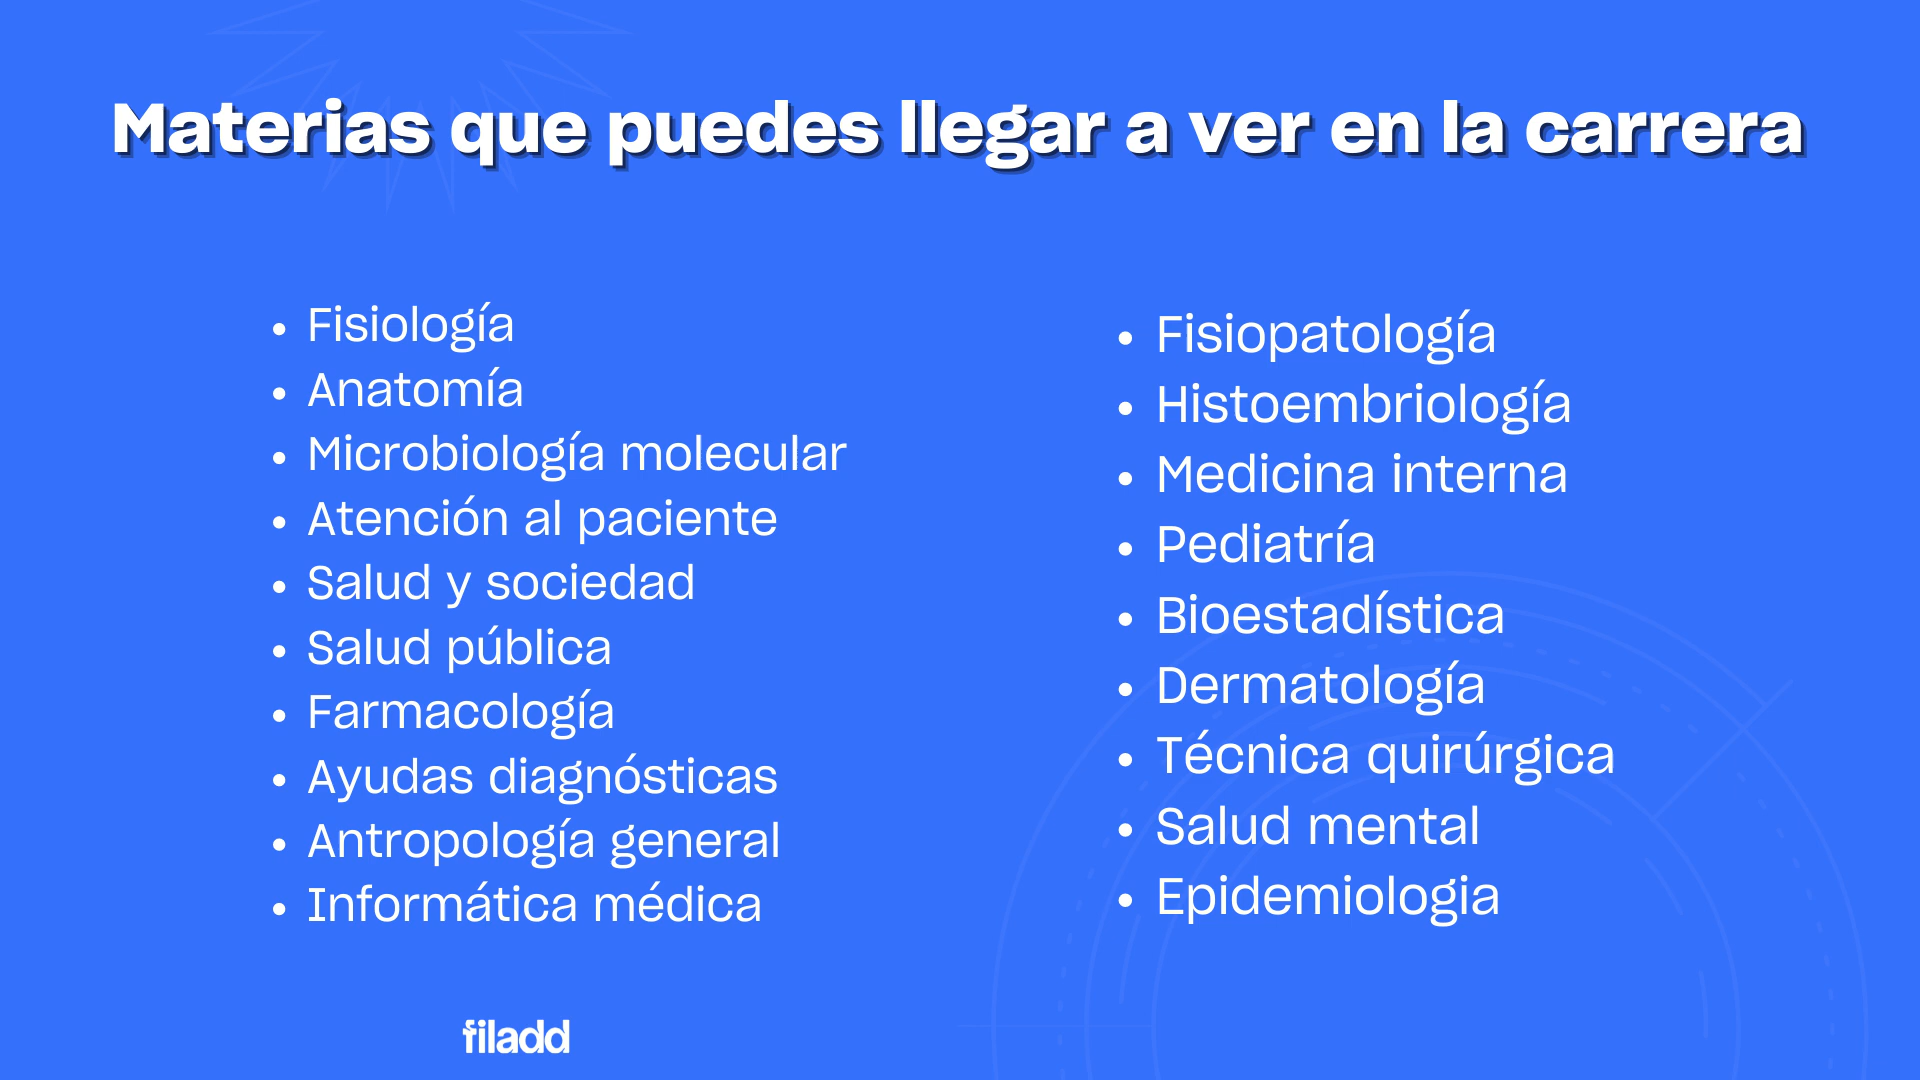 Materias que puedes llegar a ver en la carrera
• Fisiología
• Anatomía
• Microbiología molecular
• Atención al paciente
• Salud y sociedad
• Salud pública
• Farmacología
• Ayudas diagnósticas
• Antropología general
• Informática médica
• Fisiopatología
• Histoembriología
• Medicina interna
• Pediatría
• Bioestadística
• Dermatología
• Técnica quirúrgica
• Salud mental
• Epidemiologia
filadd